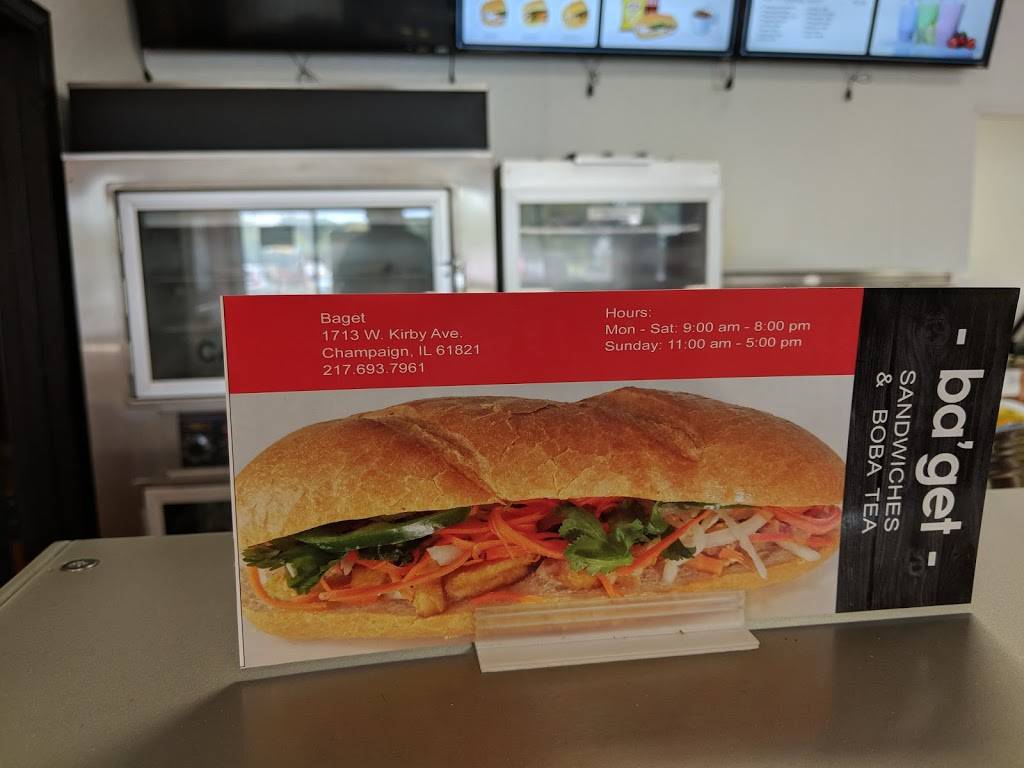 Baget
1713 W. Kirby Ave.
Champaign, IL 61821
217.693.7961
Hours:
Mon - Sat: 9:00 am - 8:00 pm
Sunday: 11:00 am - 5:00 pm
- ba'get -
SANDWICHES
& BOBA TEA